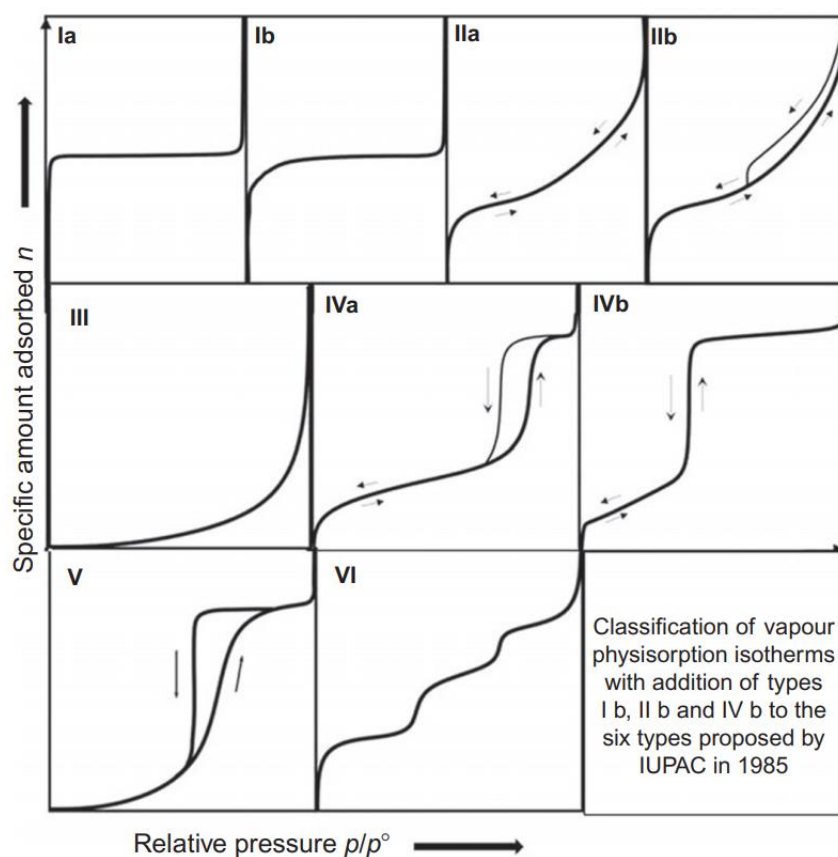 Ia
Ib
IIa
IIb
III
IVa
IVb
V
VI
Classification of vapour
physisorption isotherms
with addition of types
I b, II b and IV b to the
six types proposed by
IUPAC in 1985
Specific amount adsorbed n
Relative pressure p/p°